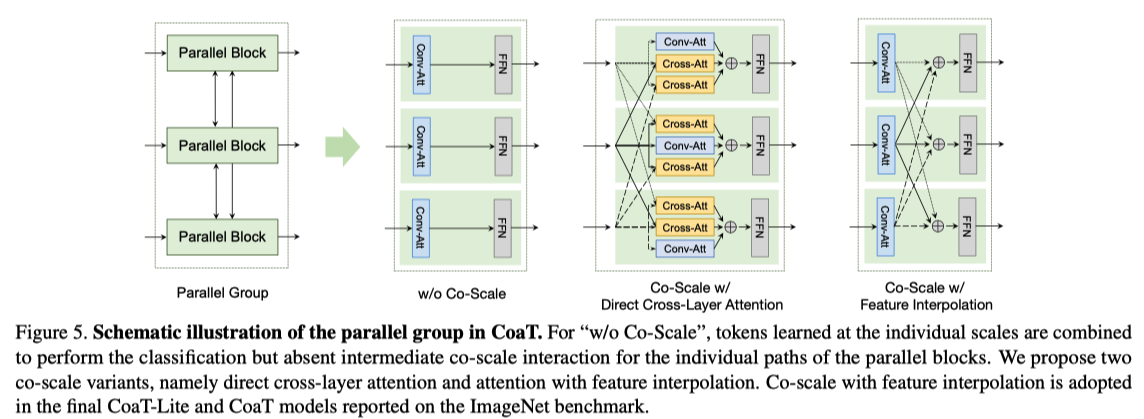 Parallel Block
Parallel Block
Parallel Block
Parallel Group
Conv-Att
FFN
Conv-Att
FFN
Conv-Att
FFN
w/o Co-Scale
Conv-Att
Cross-Att
Cross-Att
FFN
Cross-Att
Conv-Att
Cross-Att
FFN
Cross-Att
Cross-Att
Conv-Att
FFN
Co-Scale w/
Direct Cross-Layer Attention
Conv-Att
FFN
Conv-Att
FFN
Conv-Att
FFN
Co-Scale w/
Feature Interpolation
Figure 5. Schematic illustration of the parallel group in CoaT. For “w/o Co-Scale”, tokens learned at the individual scales are combined
to perform the classification but absent intermediate co-scale interaction for the individual paths of the parallel blocks. We propose two
co-scale variants, namely direct cross-layer attention and attention with feature interpolation. Co-scale with feature interpolation is adopted
in the final CoaT-Lite and CoaT models reported on the ImageNet benchmark.